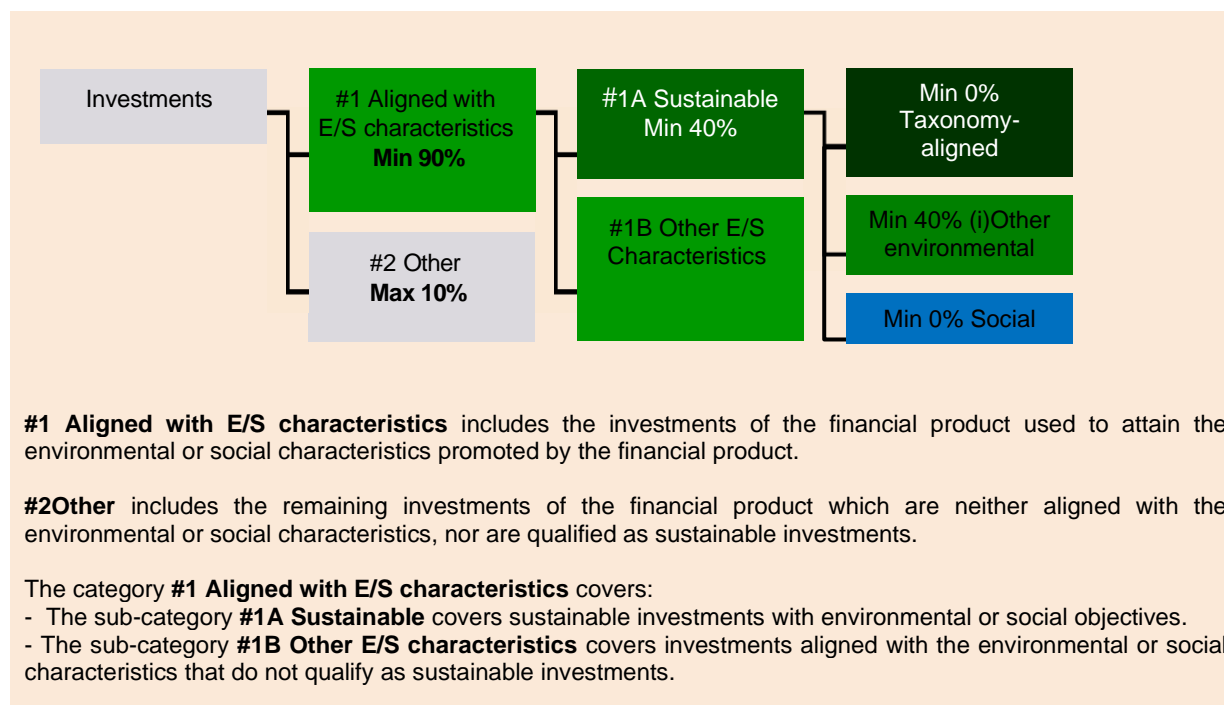 Investments
#1 Aligned with
E/S characteristics
Min 90%
#2 Other
Max 10%
#1A Sustainable
Min 40%
#1B Other E/S
Characteristics
Min 0%
Taxonomy-
aligned
Min 40% (i)Other
environmental
Min 0% Social
#1 Aligned with E/S characteristics includes the investments of the financial product used to attain the
environmental or social characteristics promoted by the financial product.
#2Other includes the remaining investments of the financial product which are neither aligned with the
environmental or social characteristics, nor are qualified as sustainable investments.
The category #1 Aligned with E/S characteristics covers:
- The sub-category #1A Sustainable covers sustainable investments with environmental or social objectives.
- The sub-category #1B Other E/S characteristics covers investments aligned with the environmental or social
characteristics that do not qualify as sustainable investments.